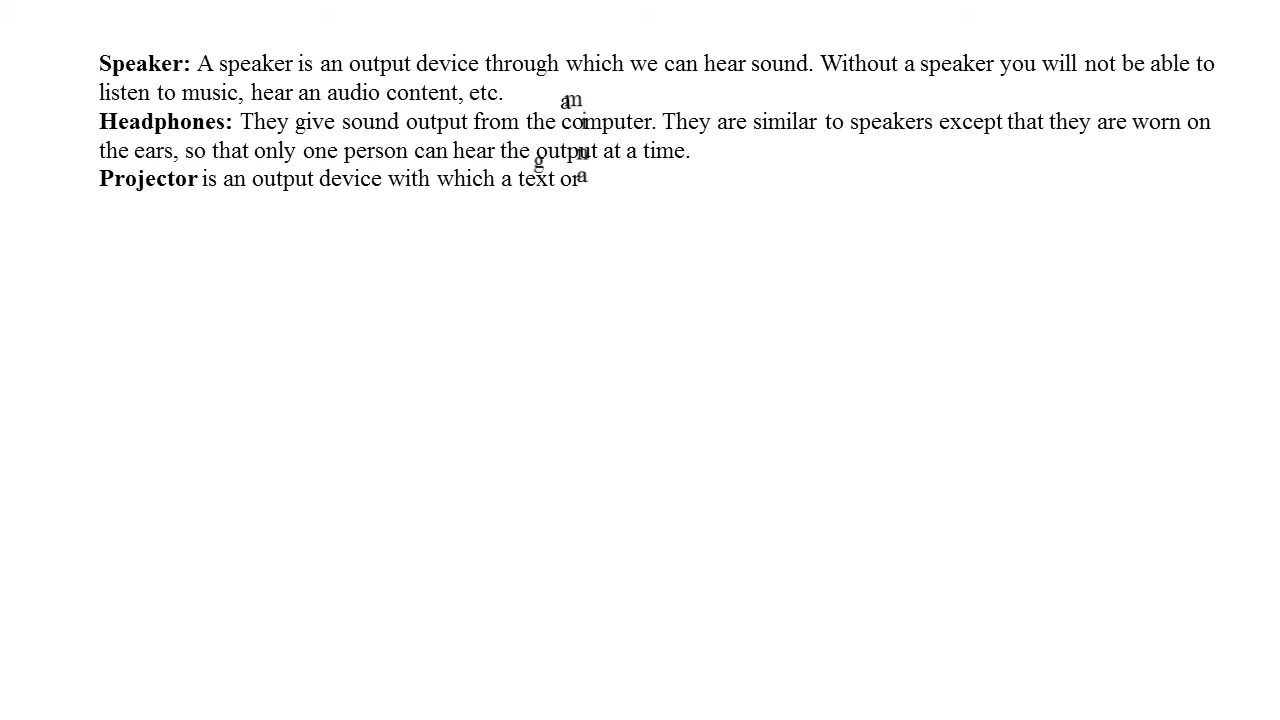 Speaker: A speaker is an output device through which we can hear sound. Without a speaker you will not be able to
listen to music, hear an audio content, etc.
Headphones: They give sound output from the computer. They are similar to speakers except that they are worn on
the ears, so that only one person can hear the output at a time.
Projector is an output device with which a text or